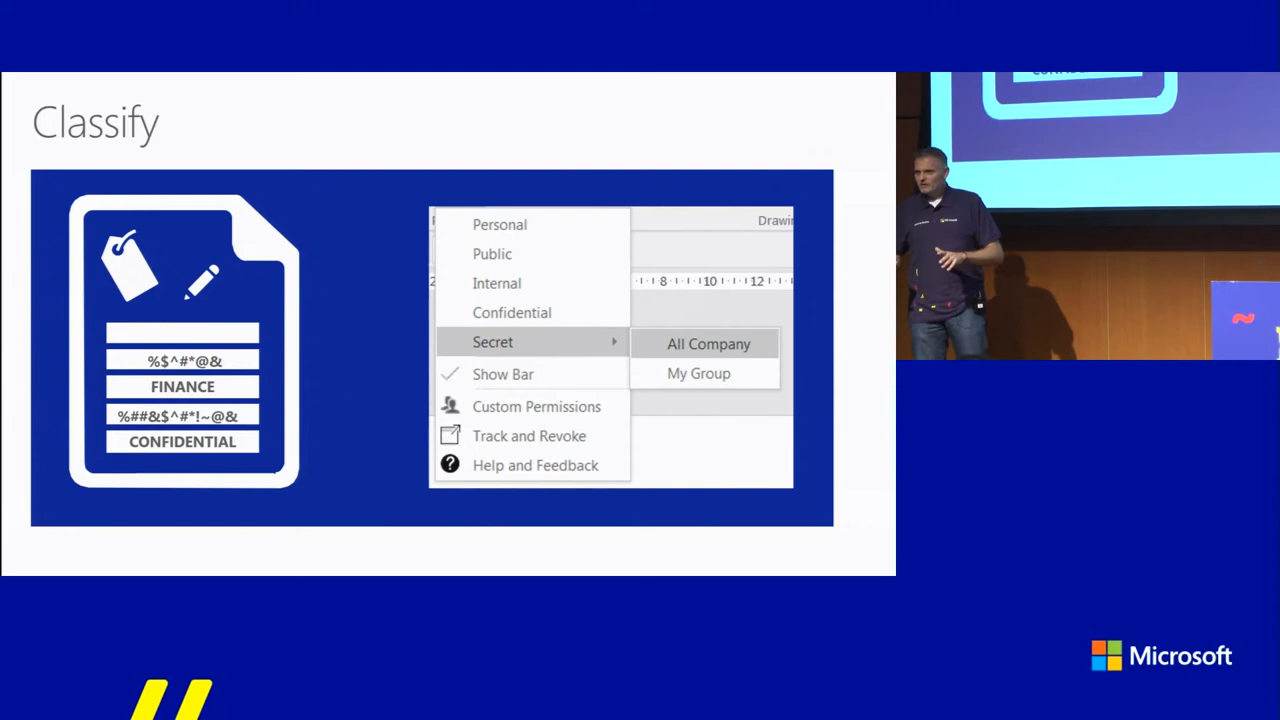 Classify
%$^#*@&
FINANCE
%##&$^#*!~@&
CONFIDENTIAL
Drawin
Personal
Public
Internal
Confidential
Secret
Show Bar
Custom Permissions
Track and Revoke
Help and Feedback
All Company
My Group
8 10 12
Microsoft